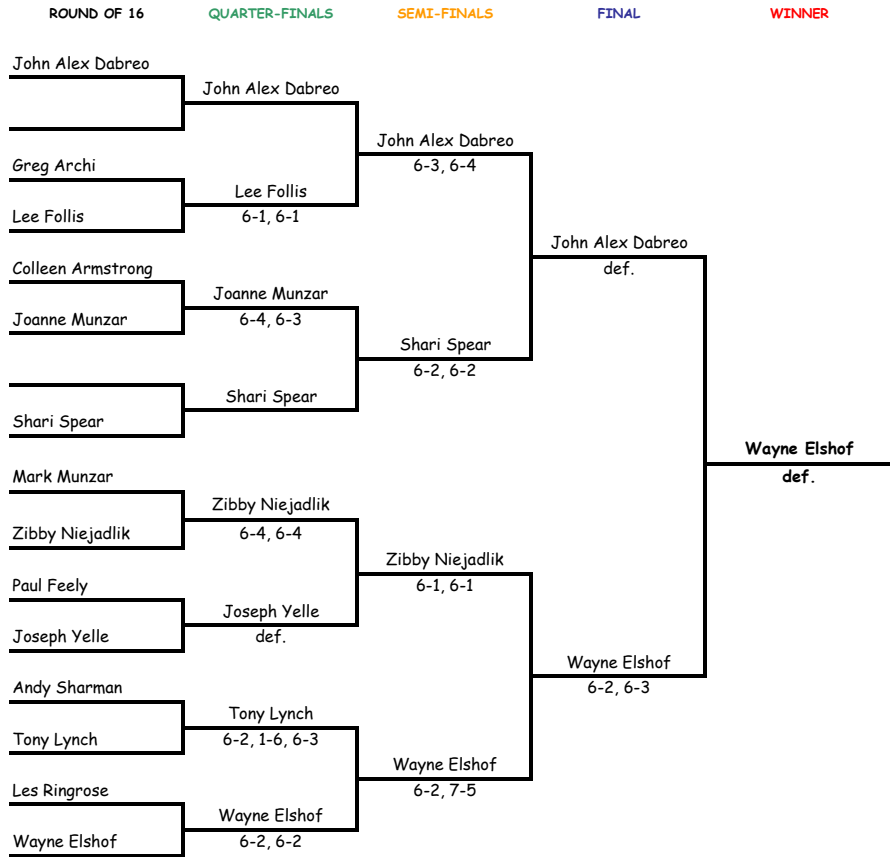 ROUND OF 16
QUARTER-FINALS
SEMI-FINALS
FINAL
WINNER
John Alex Dabreo
Greg Archi
Lee Follis
Colleen Armstrong
Joanne Munzar
Shari Spear
Mark Munzar
Zibby Niejadlik
Paul Feely
Joseph Yelle
Andy Sharman
Tony Lynch
Les Ringrose
Wayne Elshof
John Alex Dabreo
Lee Follis
6-1, 6-1
Joanne Munzar
6-4, 6-3
Shari Spear
Zibby Niejadlik
6-4, 6-4
Joseph Yelle
def.
Tony Lynch
6-2, 1-6, 6-3
Wayne Elshof
6-2, 6-2
John Alex Dabreo
6-3, 6-4
Shari Spear
6-2, 6-2
Zibby Niejadlik
6-1, 6-1
Wayne Elshof
6-2, 7-5
John Alex Dabreo
def.
Wayne Elshof
6-2, 6-3
Wayne Elshof
def.